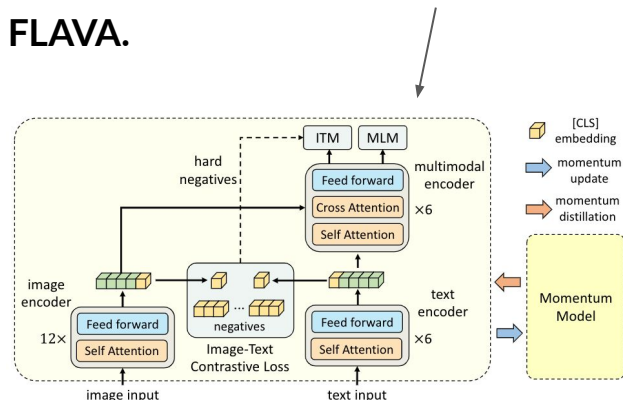 FLAVA.
ITM
MLM
[CLS]
embedding
momentum
update
momentum
distillation
hard
negatives
Feed forward
Cross Attention
Self Attention
multimodal
encoder
×6
image
encoder
12×
Feed forward
Self Attention
negatives
...
Image-Text
Contrastive Loss
Feed forward
Self Attention
text
encoder
×6
Momentum
Model
image input
text input